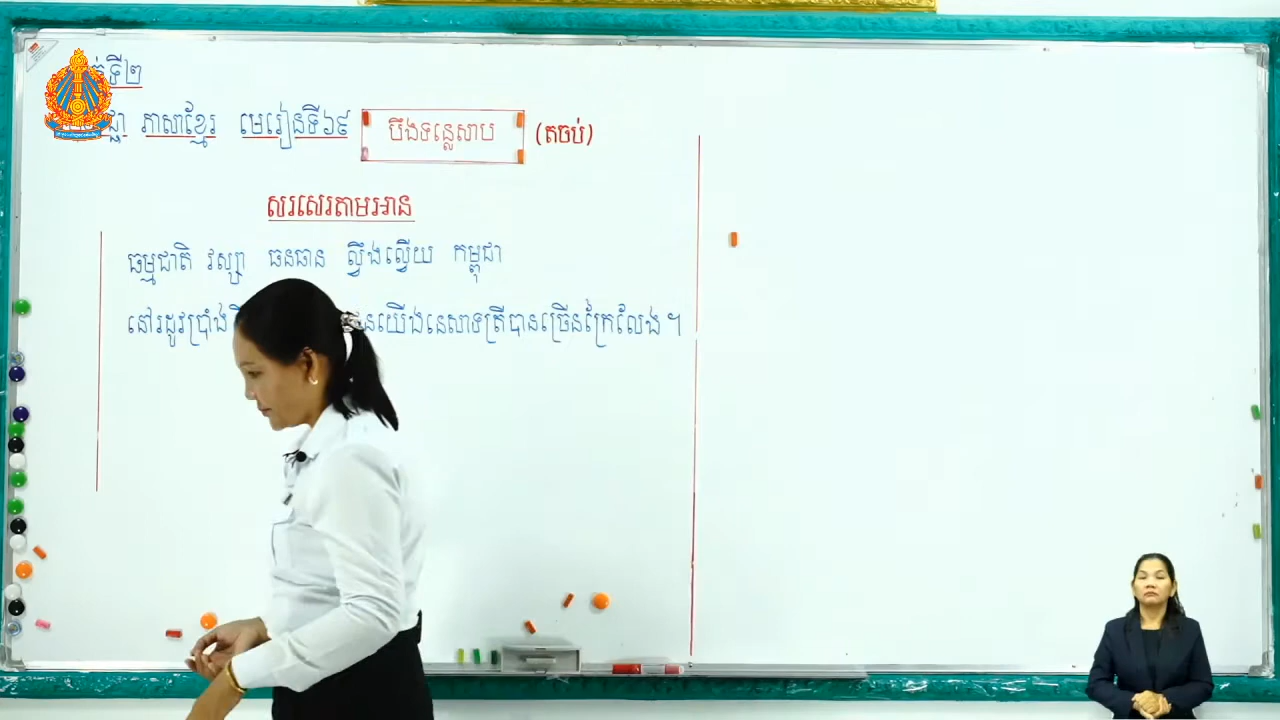 ទី២
ភាសាខ្មែរ មេរៀនទី៦៩ បឹងទន្លេសាប (តចប់)
សរសេរតាមអាន
ធម្មជាតិ វស្សា ធនធាន ល្វឹងល្វើយ កម្ពុជា
នៅរដូវប្រាំង យើងនេសាទត្រីបានច្រើនក្រៃលែង ។